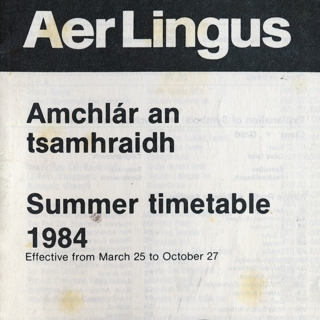 Aer Lingus
Amchlár an
tsamhraidh
Summer timetable
1984
Effective from March 25 to October 27